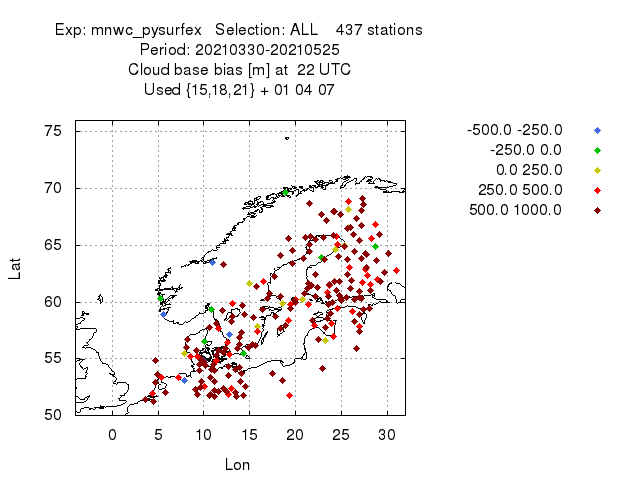 Exp: mnwc_pysurfex   Selection: ALL    437 stations
Period: 20210330-20210525
Cloud base bias [m] at  22 UTC
Used {15,18,21} + 01 04 07
-500.0 -250.0
-250.0 0.0
0.0 250.0
250.0 500.0
500.0 1000.0
75
70
65
60
55
50
Lat
0 5 10 15 20 25 30
Lon